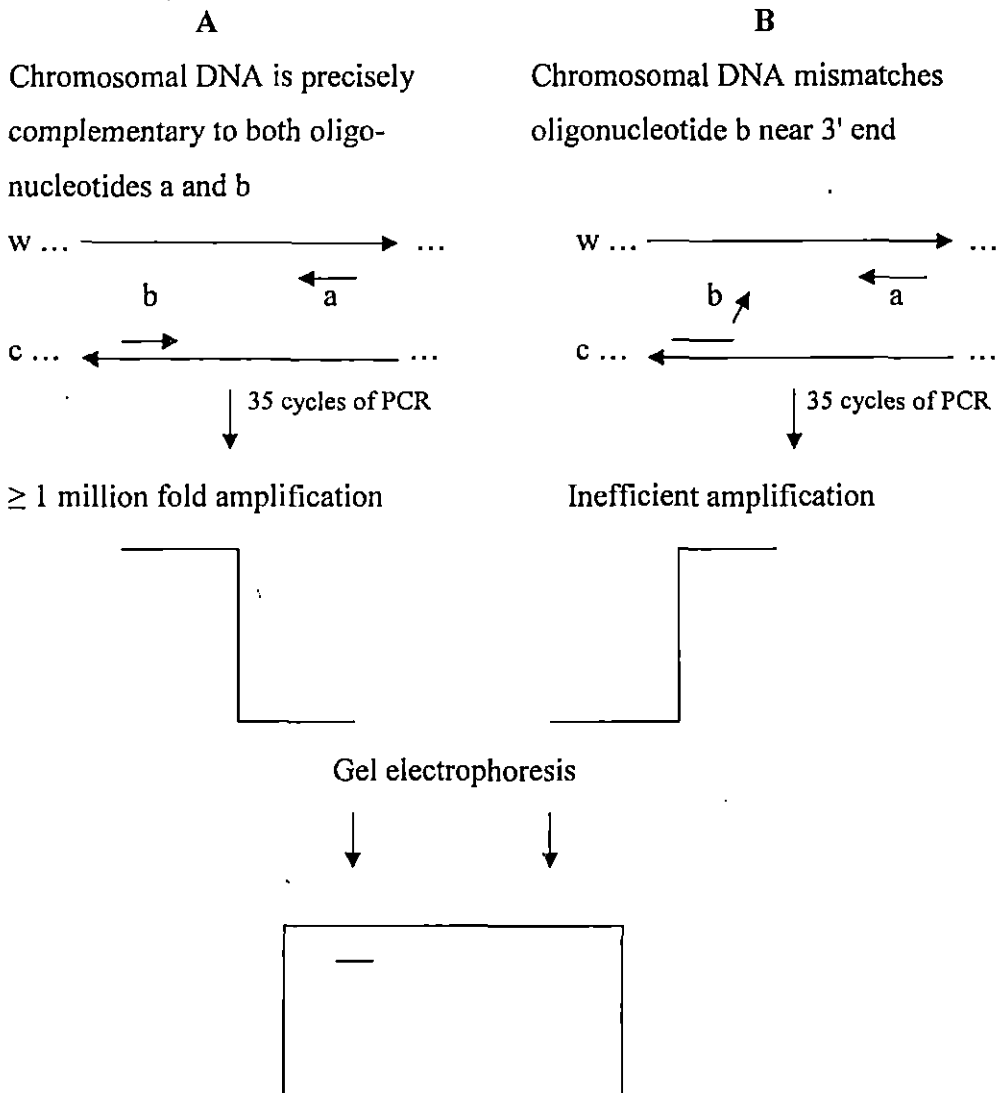 A
Chromosomal DNA is precisely
complementary to both oligo-
nucleotides a and b
w ... ...
b a
c ... ...
35 cycles of PCR
≥ 1 million fold amplification
B
Chromosomal DNA mismatches
oligonucleotide b near 3' end
w ... ...
b a
c ... ...
35 cycles of PCR
Inefficient amplification
Gel electrophoresis